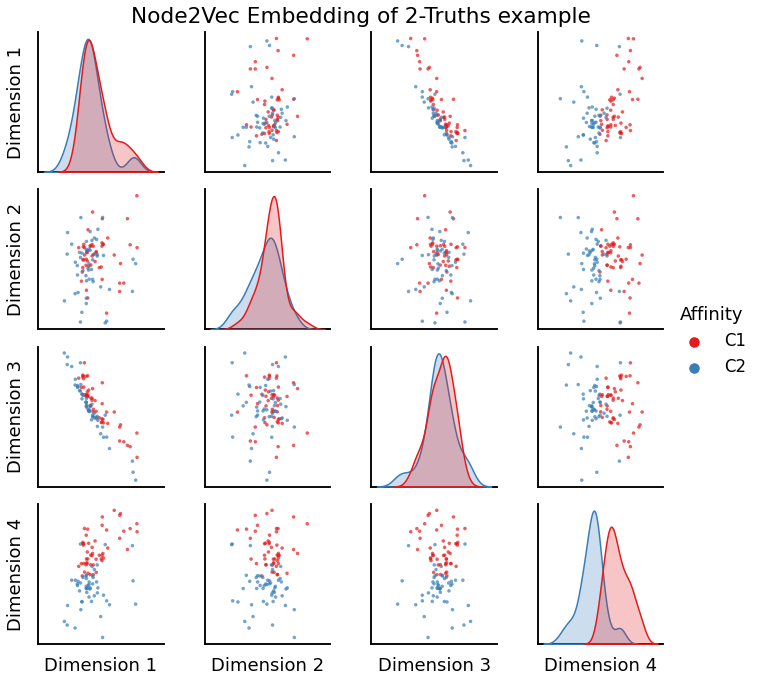 Node2Vec Embedding of 2-Truths example
Dimension 1
Dimension 2
Dimension 3
Dimension 4
Affinity
C1
C2
Dimension 1
Dimension 2
Dimension 3
Dimension 4